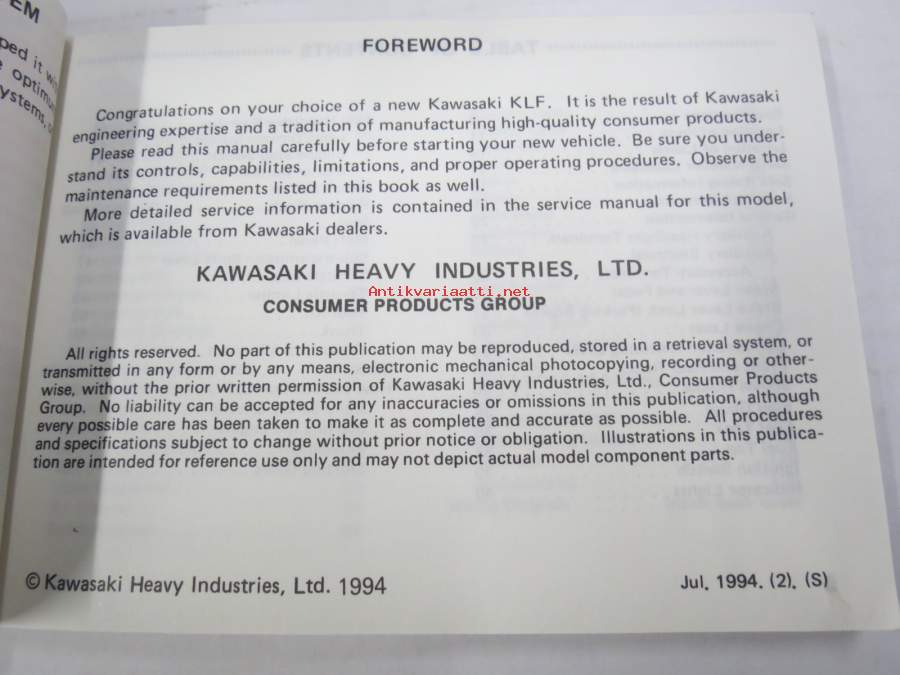 EM
ped it
optimu
ystems,
FOREWORD
Congratulations on your choice of a new Kawasaki KLF. It is the result of Kawasaki
engineering expertise and a tradition of manufacturing high-quality consumer products.
Please read this manual carefully before starting your new vehicle. Be sure you under-
stand its controls, capabilities, limitations, and proper operating procedures. Observe the
maintenance requirements listed in this book as well.
More detailed service information is contained in the service manual for this model,
which is available from Kawasaki dealers.
KAWASAKI HEAVY INDUSTRIES, LTD.
Antikvariaatti.net
CONSUMER PRODUCTS GROUP
All rights reserved. No part of this publication may be reproduced, stored in a retrieval system, or
transmitted in any form or by any means, electronic mechanical photocopying, recording or other-
wise, without the prior written permission of Kawasaki Heavy Industries, Ltd., Consumer Products
Group. No liability can be accepted for any inaccuracies or omissions in this publication, although
every possible care has been taken to make it as complete and accurate as possible. All procedures
and specifications subject to change without prior notice or obligation. Illustrations in this publica-
tion are intended for reference use only and may not depict actual model component parts.
© Kawasaki Heavy Industries, Ltd. 1994
Jul. 1994. (2). (S)